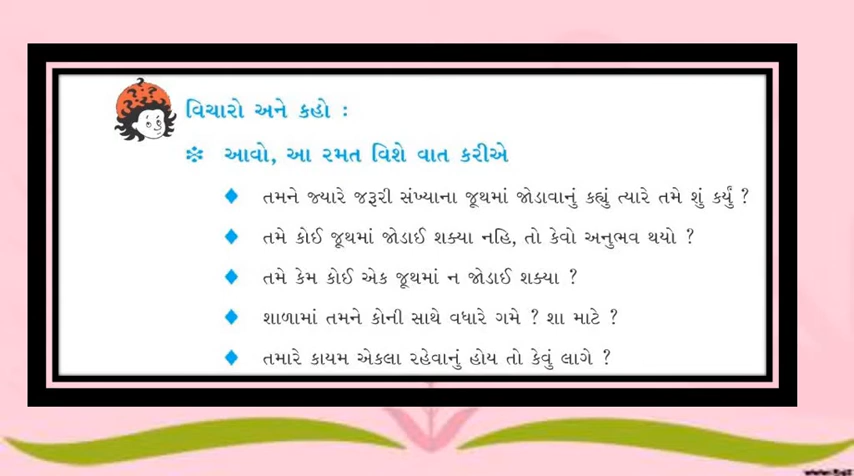 વિચારો અને કહો :
❉ આવો, આ રમત વિશે વાત કરીએ
♦ તમને જ્યારે જરૂરી સંખ્યાના જૂથમાં જોડાવાનું કહ્યું ત્યારે તમે શું કર્યું ?
♦ તમે કોઈ જૂથમાં જોડાઈ શક્યા નહિ, તો કેવો અનુભવ થયો ?
♦ તમે કેમ કોઈ એક જૂથમાં ન જોડાઈ શક્યા ?
♦ શાળામાં તમને કોની સાથે વધારે ગમે ? શા માટે ?
♦ તમારે કાયમ એકલા રહેવાનું હોય તો કેવું લાગે ?